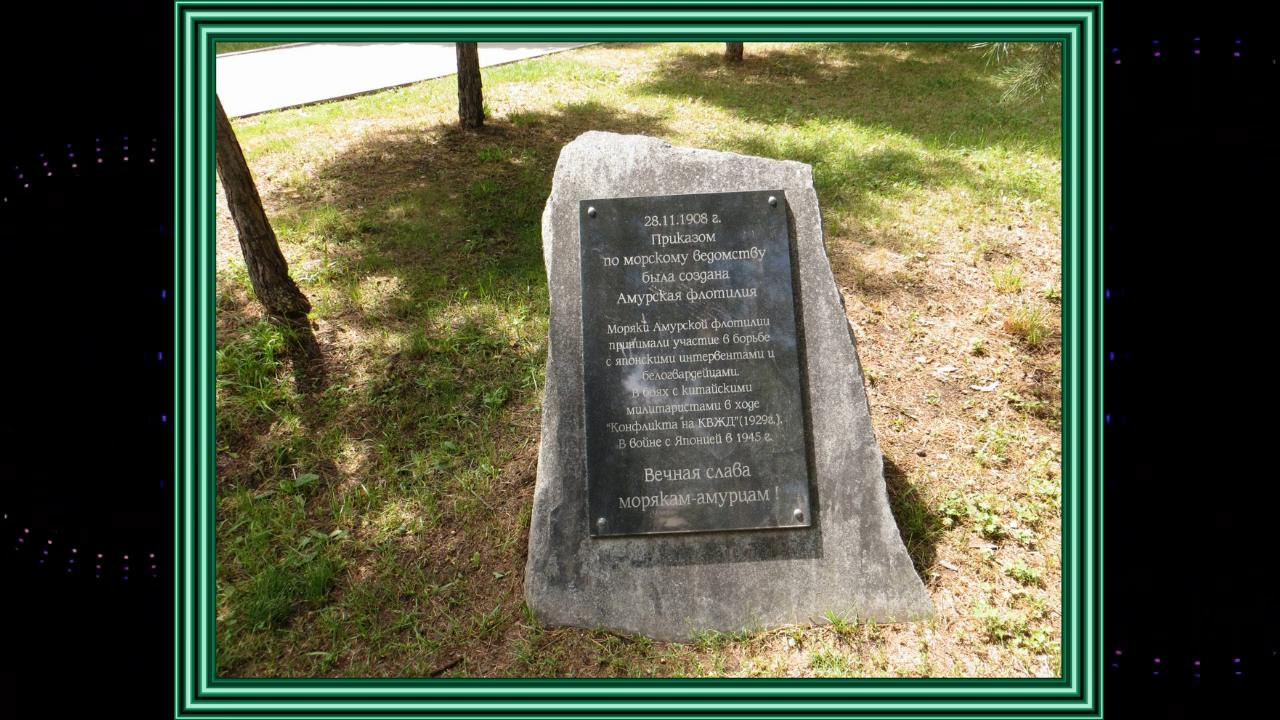 28.11.1908 г.
Приказом
по морскому ведомству
была создана
Амурская флотилия
Моряки Амурской флотилии
принимали участие в борьбе
с японскими интервентами и
белогвардейцами.
В боях с китайскими
милитаристами в ходе
"Конфликта на КВЖД"(1929г.).
В войне с Японией в 1945 г.
Вечная слава
морякам-амурцам !